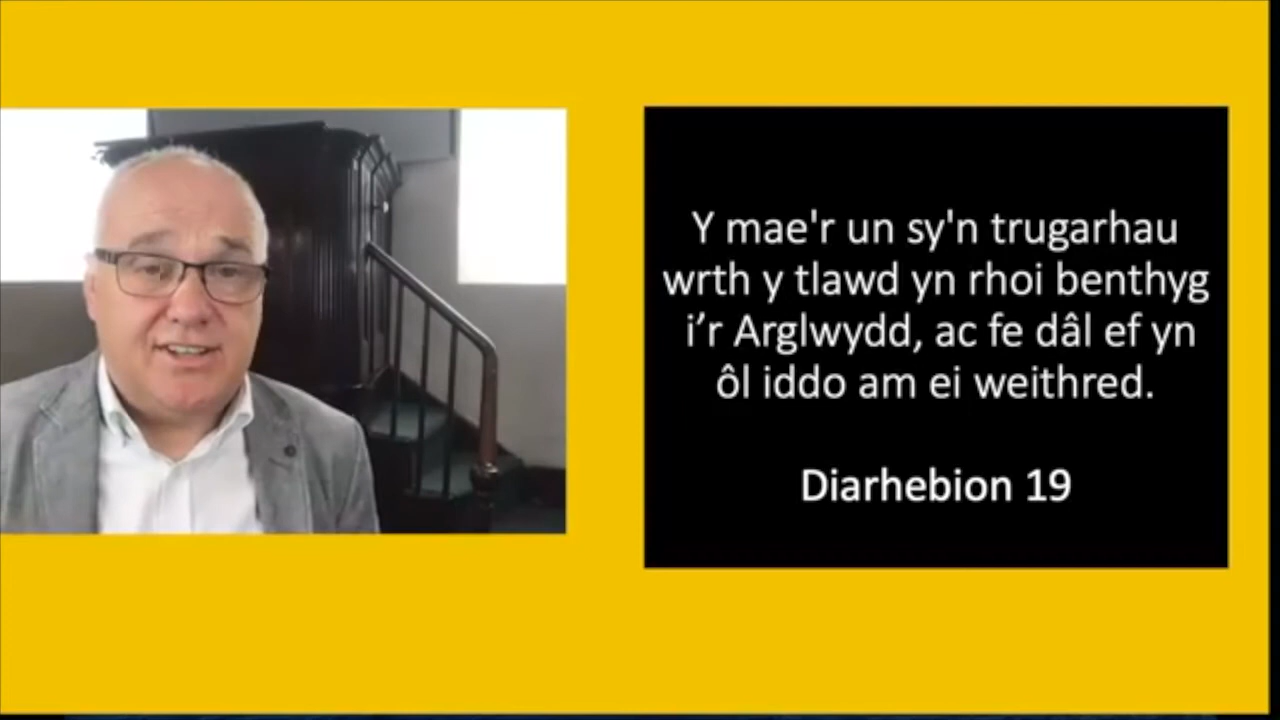 Y mae'r un sy'n trugarhau
wrth y tlawd yn rhoi benthyg
i’r Arglwydd, ac fe dâl ef yn
ôl iddo am ei weithred.
Diarhebion 19